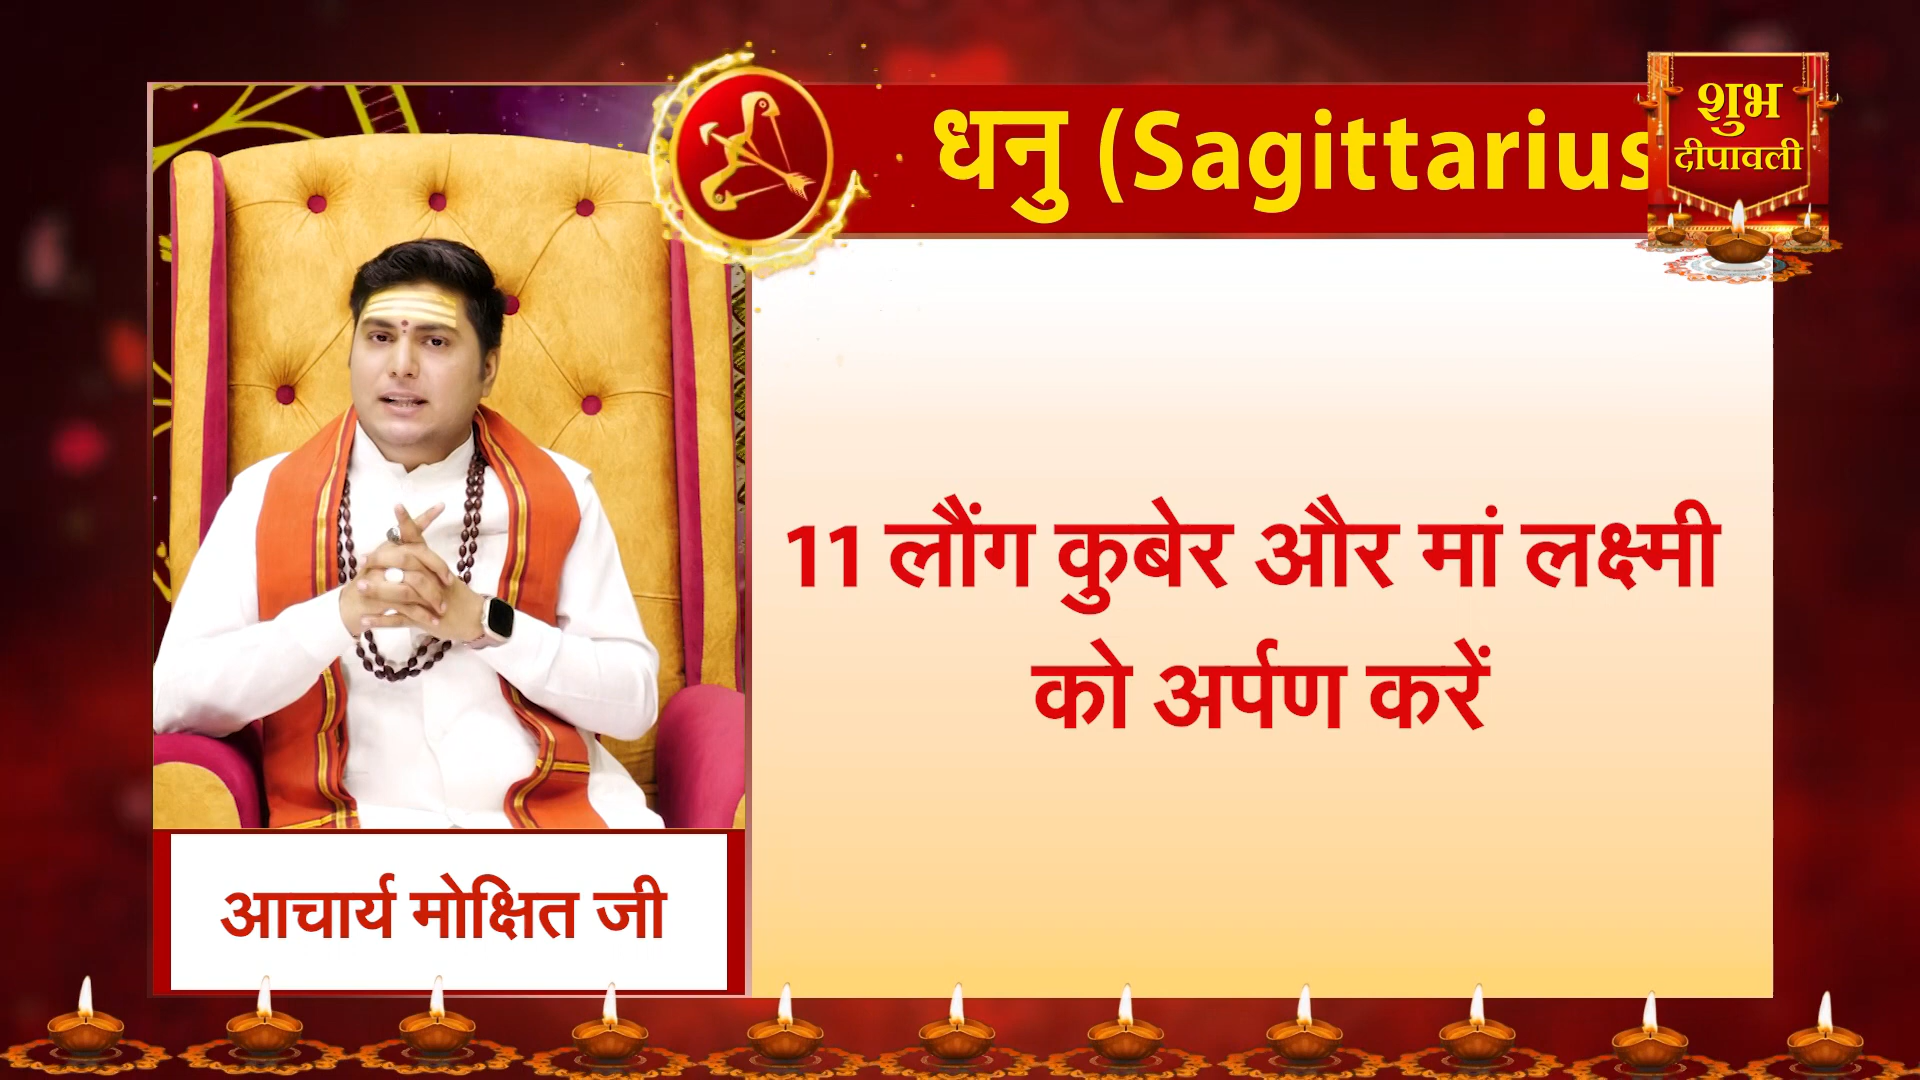 धनु (Sagittarius
शुभ
दीपावली
11 लौंग कुबेर और मां लक्ष्मी
को अर्पण करें
आचार्य मोक्षित जी